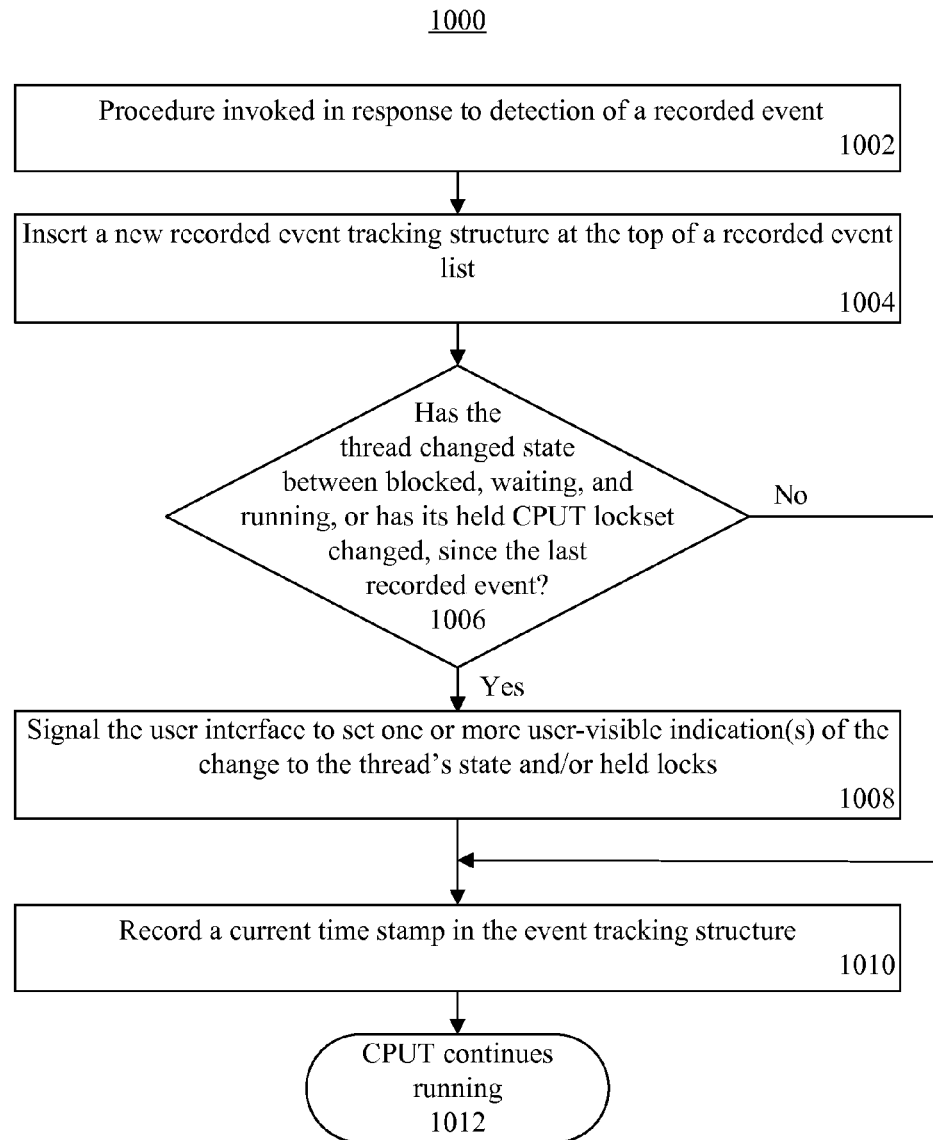 1000
Procedure invoked in response to detection of a recorded event
1002
Insert a new recorded event tracking structure at the top of a recorded event
list
1004
Has the
thread changed state
between blocked, waiting, and
running, or has its held CPUT lockset
changed, since the last
recorded event?
1006
No
Yes
Signal the user interface to set one or more user-visible indication(s) of the
change to the thread's state and/or held locks
1008
Record a current time stamp in the event tracking structure
1010
CPUT continues
running
1012